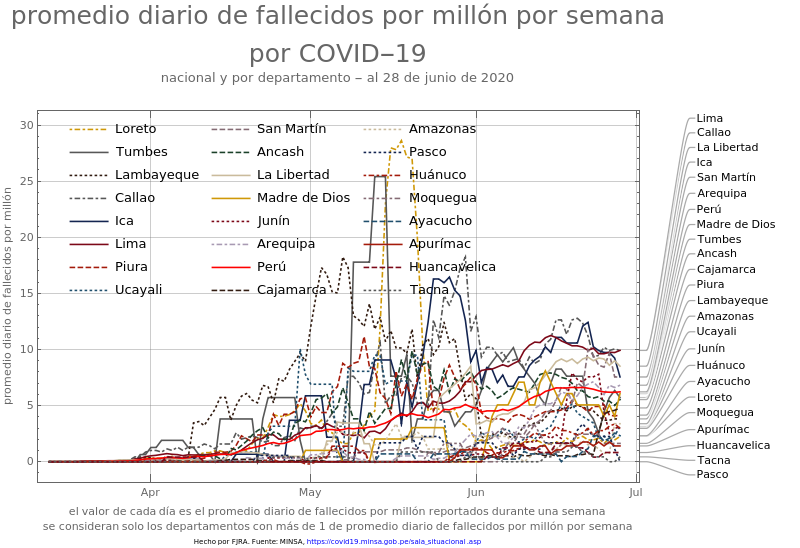 promedio diario de fallecidos por millón por semana
por COVID‒19
nacional y por departamento ‒ al 28 de junio de 2020
promedio diario de fallecidos por millón
30
25
20
15
10
5
0
Apr
May
Jun
Jul
Loreto
San Martín
Amazonas
Tumbes
Ancash
Pasco
Lambayeque
La Libertad
Huánuco
Callao
Madre de Dios
Moquegua
Ica
Junín
Ayacucho
Lima
Arequipa
Apurímac
Piura
Perú
Huancavelica
Ucayali
Cajamarca
Tacna
Lima
Callao
La Libertad
Ica
San Martín
Arequipa
Perú
Madre de Dios
Tumbes
Ancash
Cajamarca
Piura
Lambayeque
Amazonas
Ucayali
Junín
Huánuco
Ayacucho
Loreto
Moquegua
Apurímac
Huancavelica
Tacna
Pasco
el valor de cada día es el promedio diario de fallecidos por millón reportados durante una semana
se consideran solo los departamentos con más de 1 de promedio diario de fallecidos por millón por semana
Hecho por FJRA. Fuente: MINSA, https://covid19.minsa.gob.pe/sala_situacional.asp